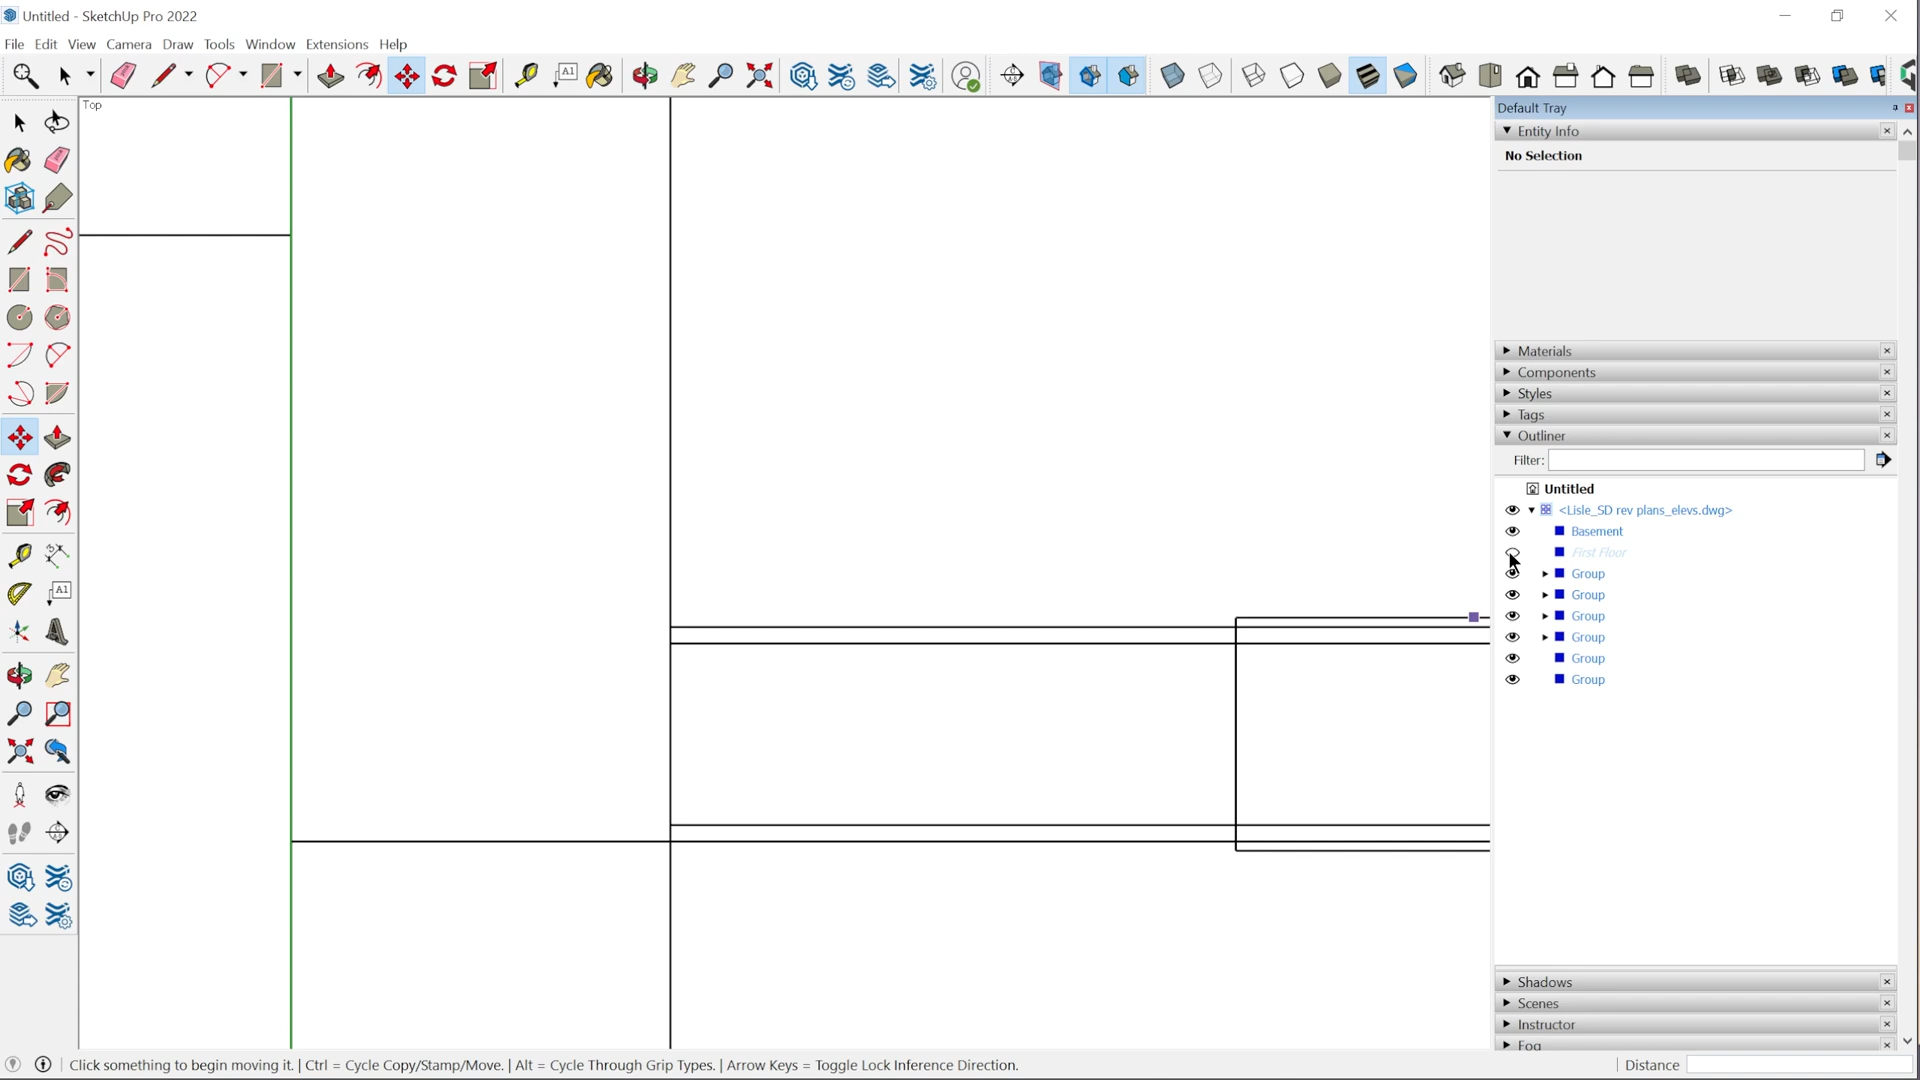 Untitled - SketchUp Pro 2022
File Edit View Camera Draw Tools Window Extensions Help
Top
Default Tray
Entity Info
No Selection
Materials
Components
Styles
Tags
Outliner
Filter:
Untitled
<Lisle_SD rev plans_elevs.dwg>
Basement
First Floor
Group
Group
Group
Group
Group
Group
Shadows
Scenes
Instructor
Fog
Click something to begin moving it. | Ctrl = Cycle Copy/Stamp/Move. | Alt = Cycle Through Grip Types. | Arrow Keys = Toggle Lock Inference Direction.
Distance